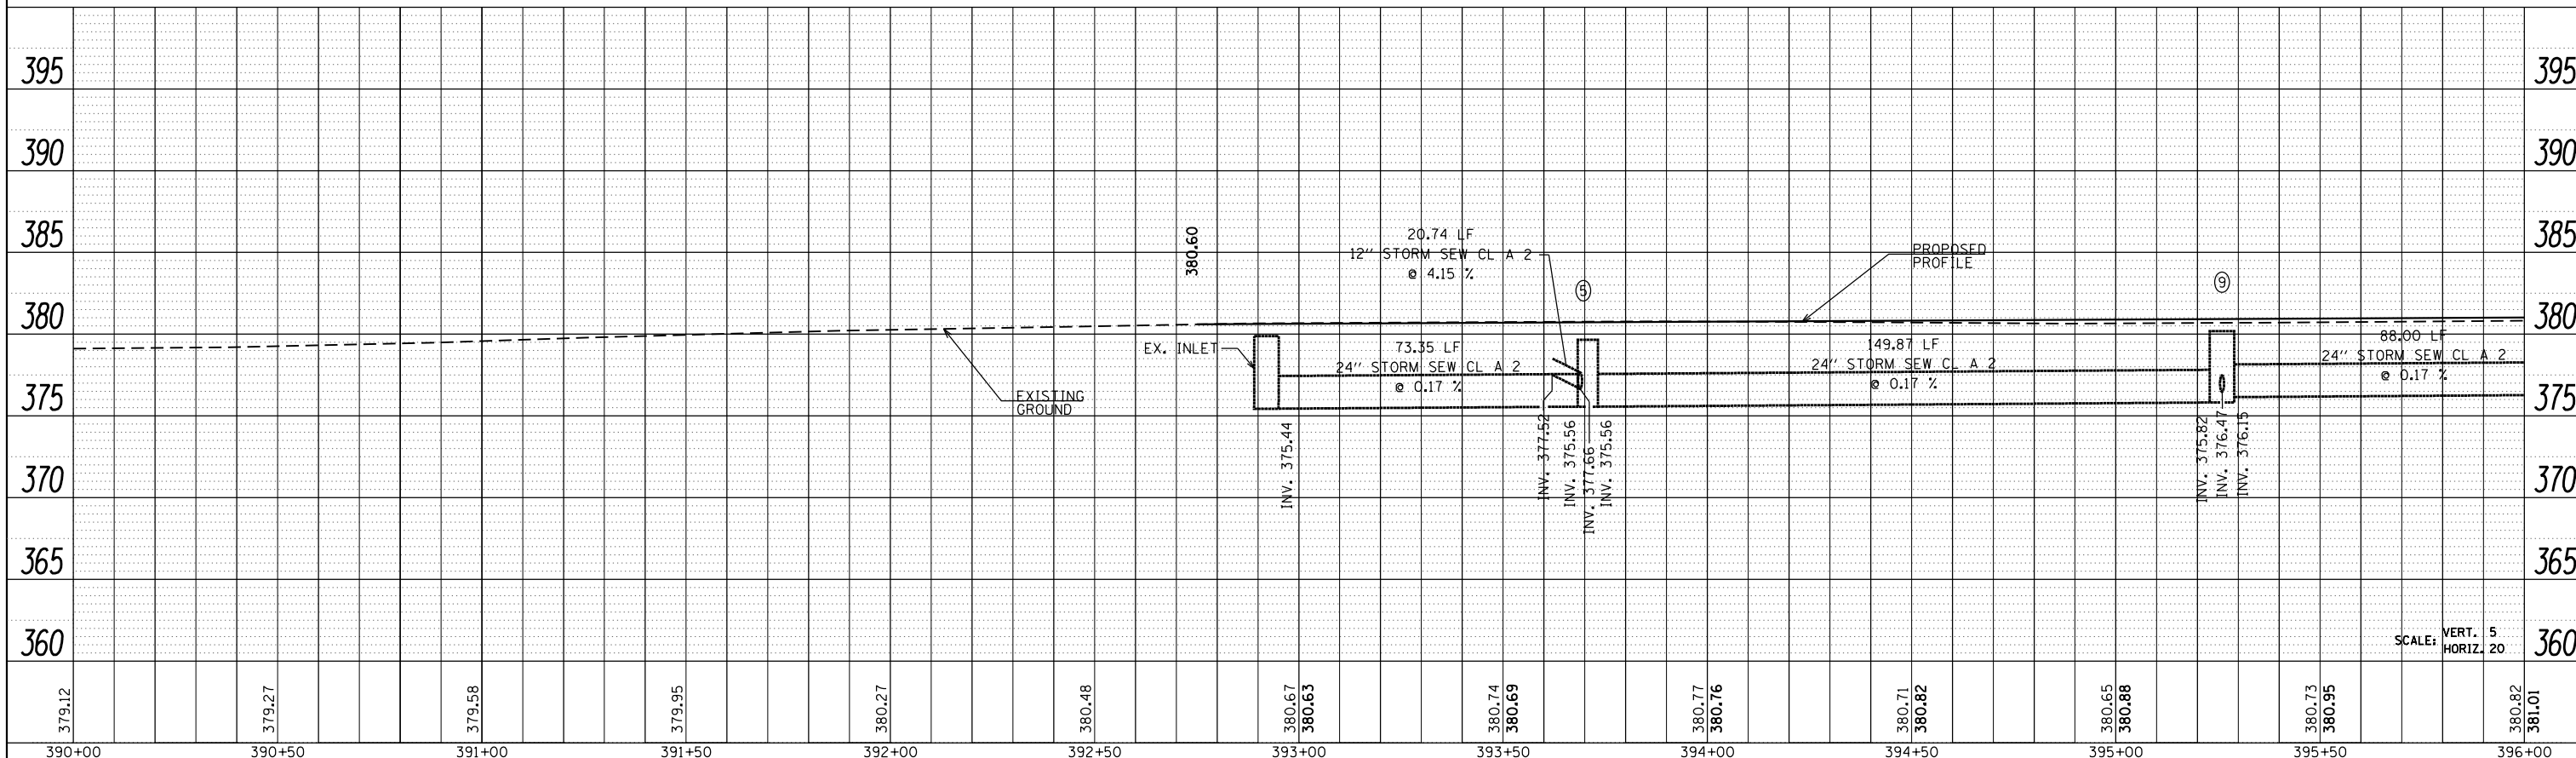 395
395
390
390
385
385
380
380
375
375
370
370
365
365
360
360
380.60
20.74 LF
12'' STORM SEW CL A 2
@ 4.15 %
5
PROPOSED
PROFILE
9
EX. INLET
73.35 LF
24'' STORM SEW CL A 2
@ 0.17 %
149.87 LF
24'' STORM SEW CL A 2
@ 0.17 %
88.00 LF
24'' STORM SEW CL A 2
@ 0.17 %
EXISTING
GROUND
INV. 375.44
INV. 377.52
INV. 375.56
INV. 377.66
INV. 375.56
INV. 375.82
INV. 376.47
INV. 376.15
SCALE: VERT. 5
HORIZ. 20
379.12
379.27
379.58
379.95
380.27
380.48
380.67
380.63
380.74
380.69
380.77
380.76
380.71
380.82
380.65
380.88
380.73
380.95
380.82
381.01
390+00
390+50
391+00
391+50
392+00
392+50
393+00
393+50
394+00
394+50
395+00
395+50
396+00